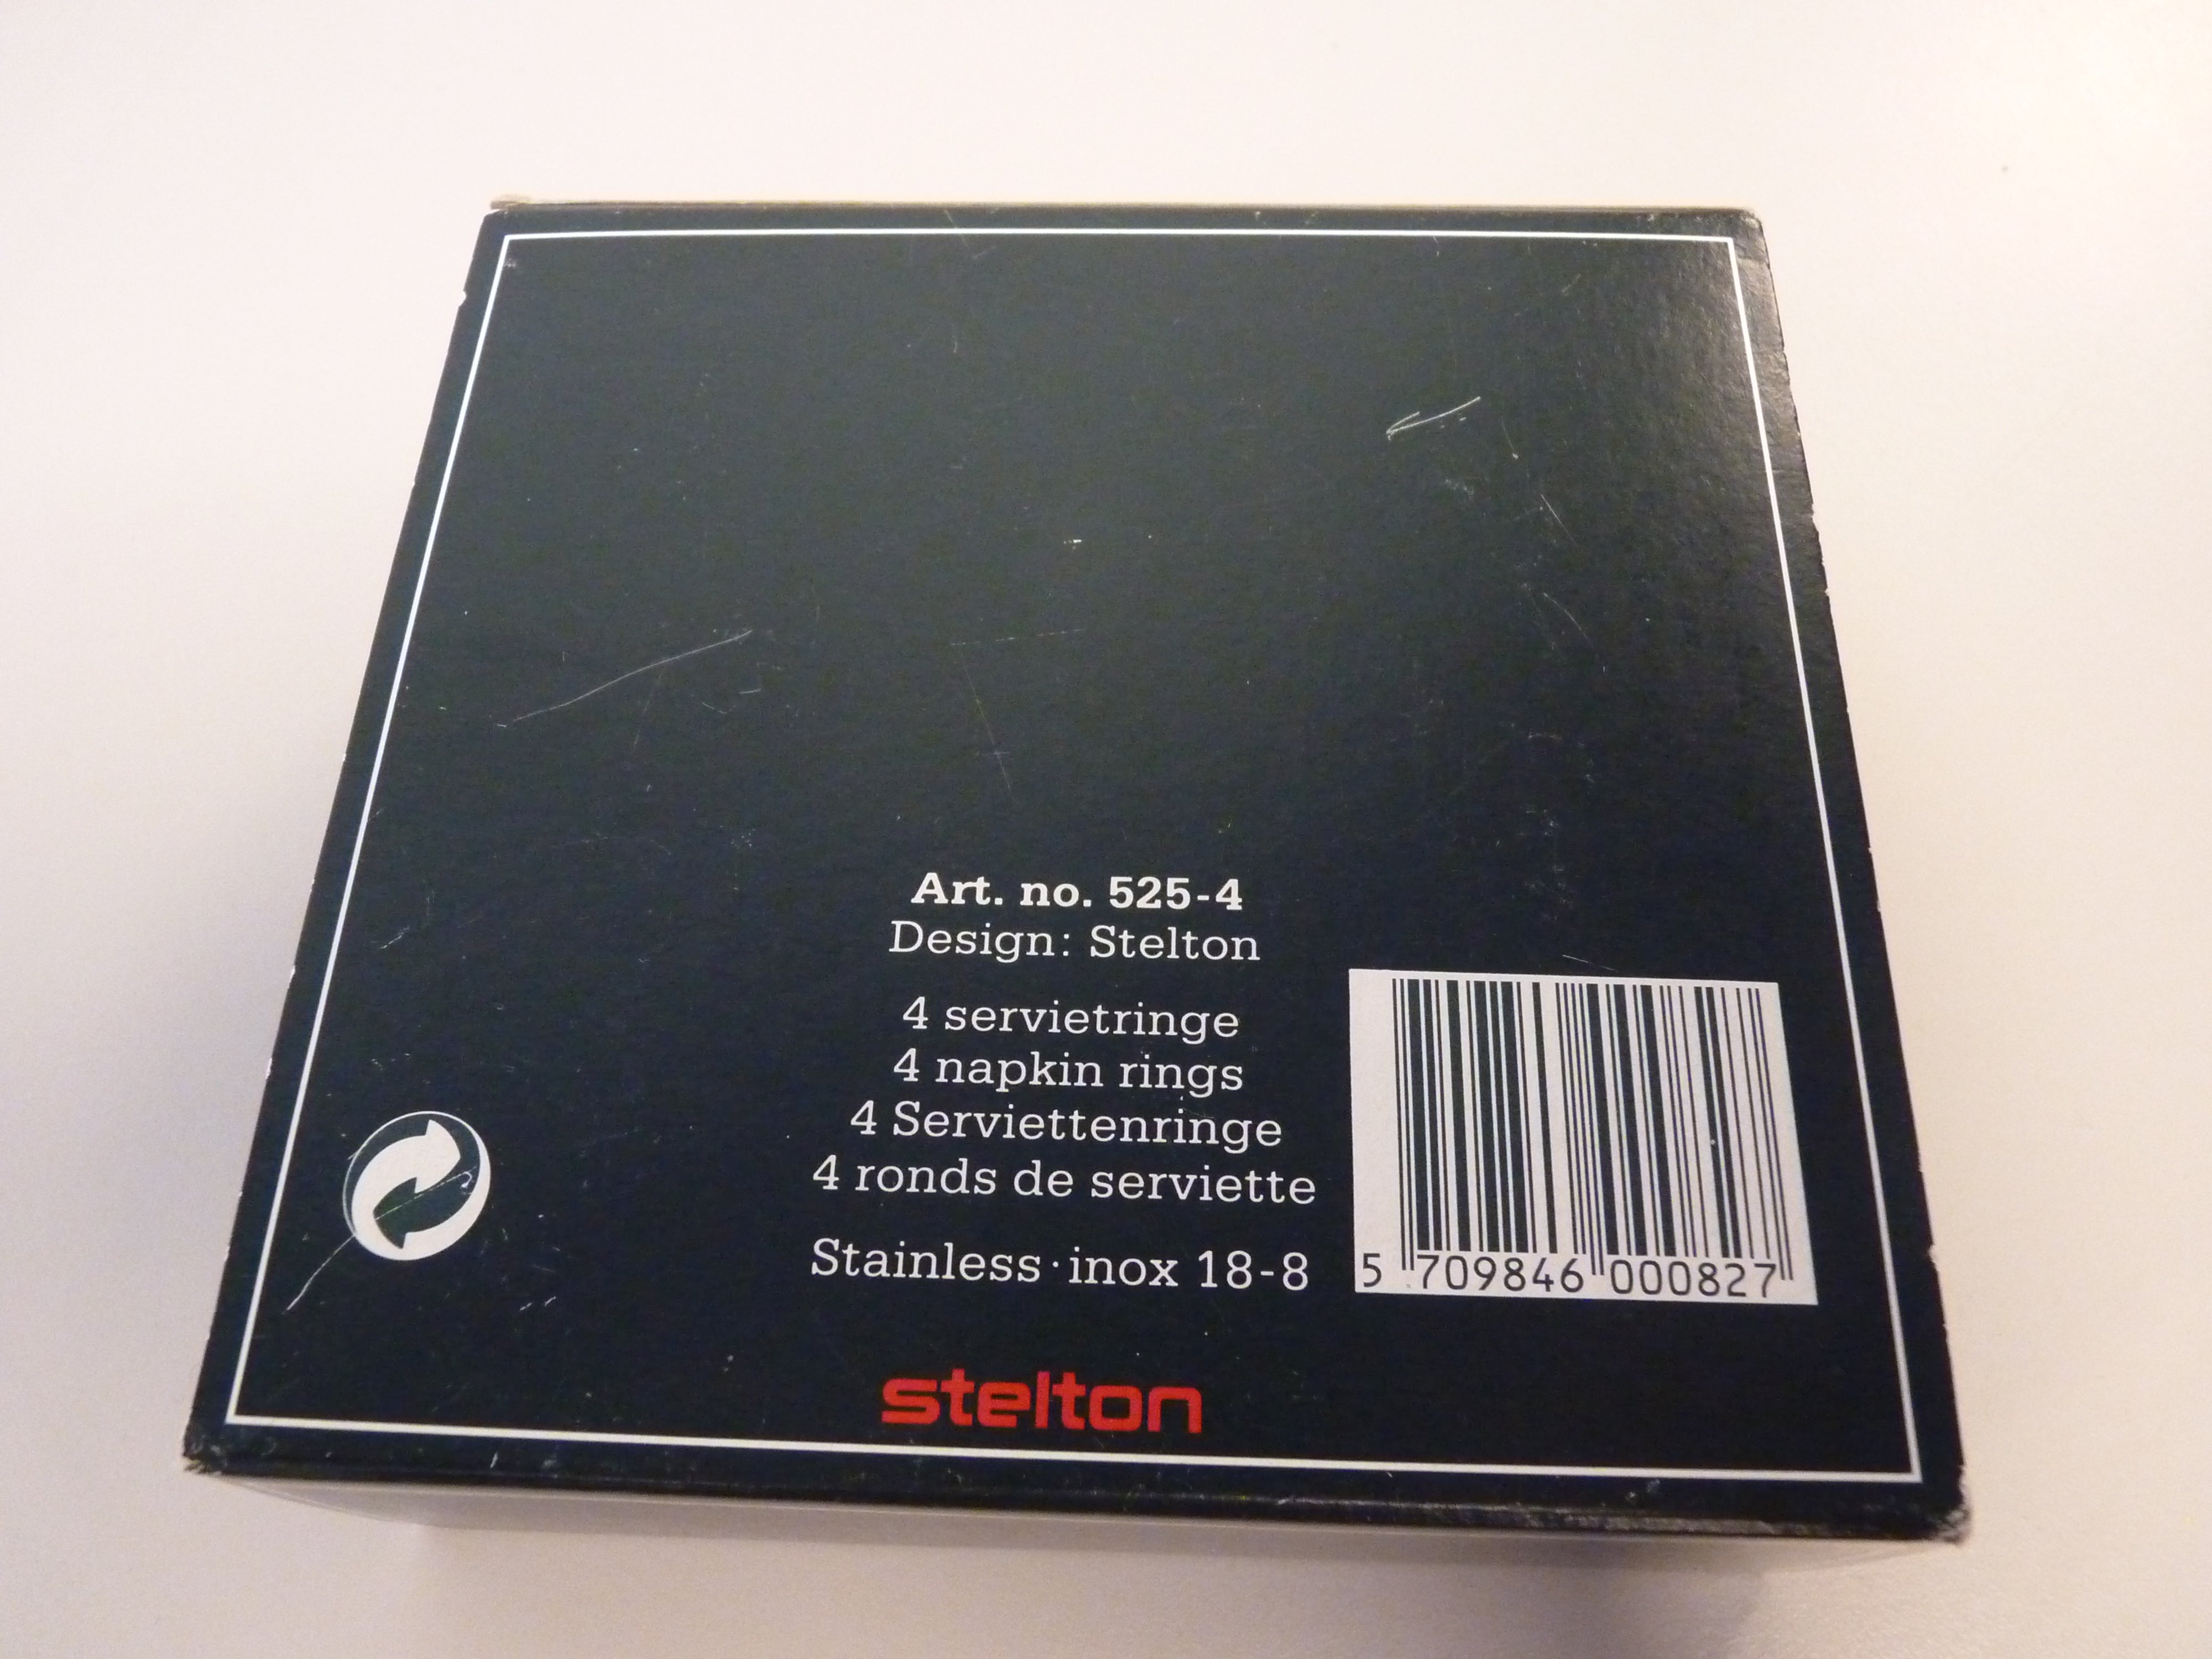 Art. no. 525-4
Design: Stelton
4 servietringe
4 napkin rings
4 Serviettenringe
4 ronds de serviette
Stainless·inox 18-8
5 709846 000827
stelton